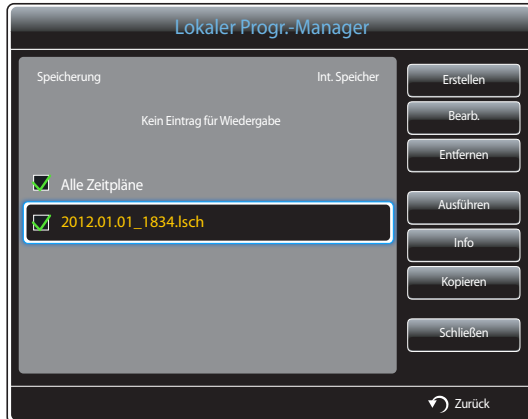 Lokaler Progr.-Manager
Speicherung Int. Speicher
Kein Eintrag für Wiedergabe
Alle Zeitpläne
2012.01.01_1834.lsch
Erstellen
Bearb.
Entfernen
Ausführen
Info
Kopieren
Schließen
Zurück